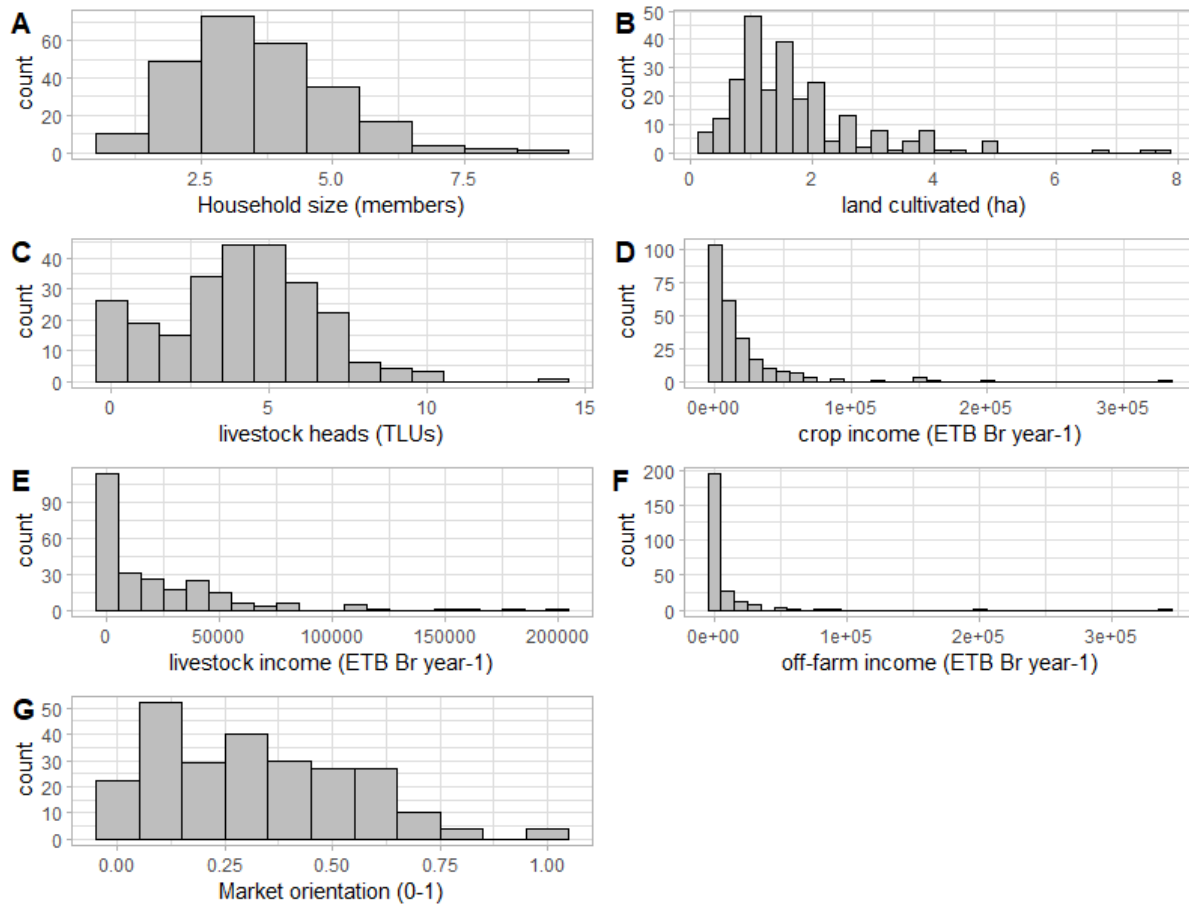 A
count
60
40
20
0
2.5 5.0 7.5
Household size (members)
B
count
50
40
30
20
10
0
0 2 4 6 8
land cultivated (ha)
C
count
40
30
20
10
0
0 5 10 15
livestock heads (TLUs)
D
count
100
75
50
25
0
0e+00 1e+05 2e+05 3e+05
crop income (ETB Br year-1)
E
count
90
60
30
0
0 50000 100000 150000 200000
livestock income (ETB Br year-1)
F
count
200
150
100
50
0
0e+00 1e+05 2e+05 3e+05
off-farm income (ETB Br year-1)
G
count
50
40
30
20
10
0
0.00 0.25 0.50 0.75 1.00
Market orientation (0-1)